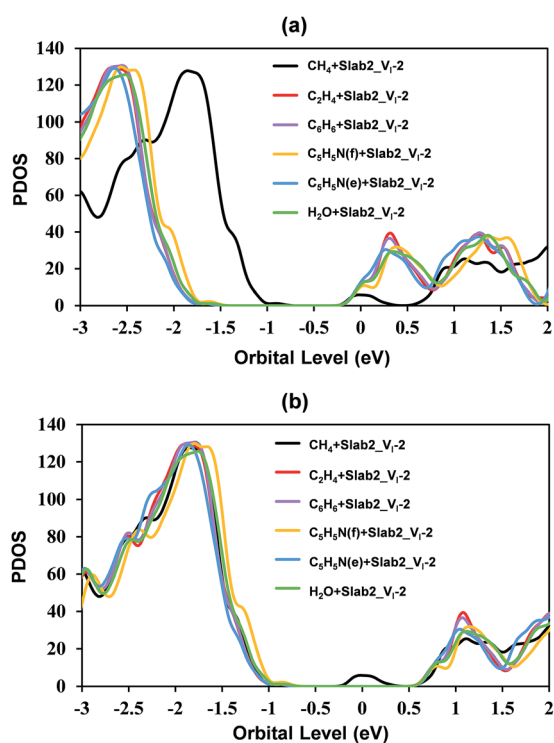 (a)
140
120
100
80
60
40
20
0
PDOS
CH₄+Slab2_Vᵢ-2
C₂H₄+Slab2_Vᵢ-2
C₆H₆+Slab2_Vᵢ-2
C₅H₅N(f)+Slab2_Vᵢ-2
C₅H₅N(e)+Slab2_Vᵢ-2
H₂O+Slab2_Vᵢ-2
-3 -2.5 -2 -1.5 -1 -0.5 0 0.5 1 1.5 2
Orbital Level (eV)
(b)
140
120
100
80
60
40
20
0
PDOS
CH₄+Slab2_Vᵢ-2
C₂H₄+Slab2_Vᵢ-2
C₆H₆+Slab2_Vᵢ-2
C₅H₅N(f)+Slab2_Vᵢ-2
C₅H₅N(e)+Slab2_Vᵢ-2
H₂O+Slab2_Vᵢ-2
-3 -2.5 -2 -1.5 -1 -0.5 0 0.5 1 1.5 2
Orbital Level (eV)